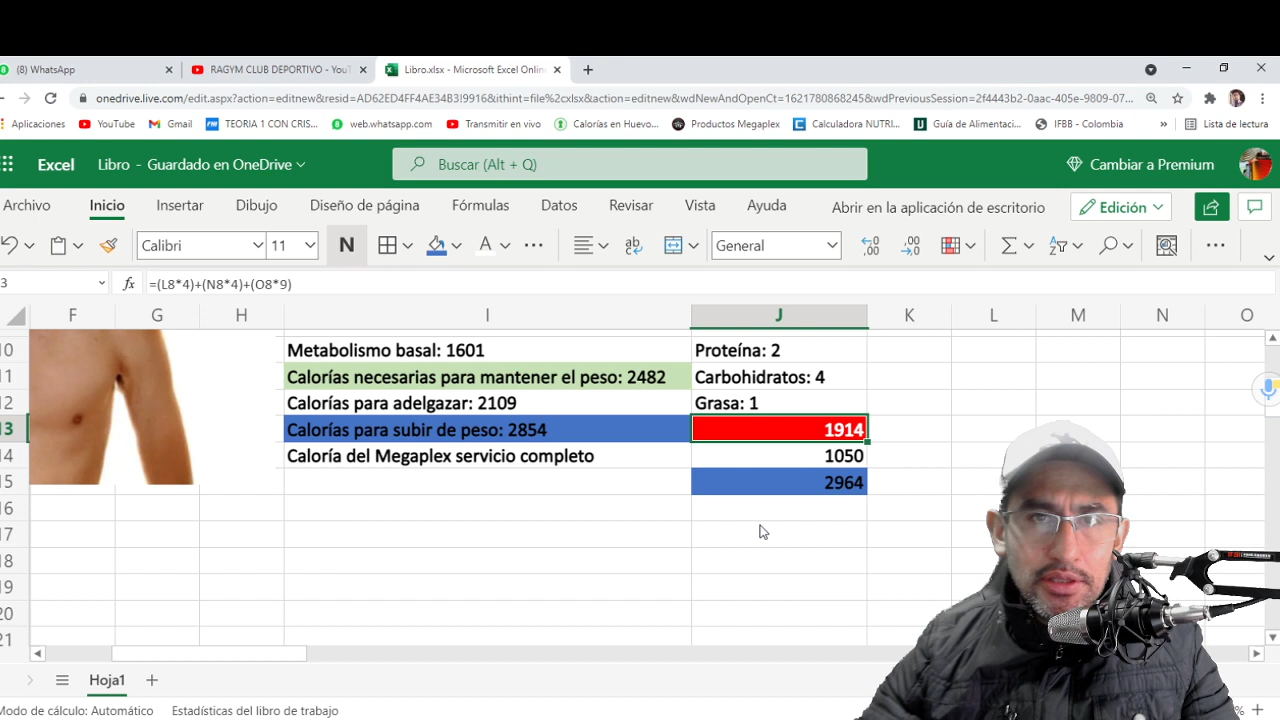 (8) WhatsApp
RAGYM CLUB DEPORTIVO - YouT
Libro.xlsx - Microsoft Excel Online
onedrive.live.com/edit.aspx?action=editnew&resid=AD62ED4FF4AE34B3!9916&ithint=file%2cxlsx&action=editnew&wdNewAndOpenCt=1621780868245&wdPreviousSession=2f4443b2-0aac-405e-9809-07...
Aplicaciones YouTube Gmail TEORIA 1 CON CRIS... web.whatsapp.com Transmitir en vivo Calorías en Huevo... Productos Megaplex Calculadora NUTRI... Guía de Alimentaci... IFBB - Colombia » Lista de lectura
Excel Libro - Guardado en OneDrive Buscar (Alt + Q) Cambiar a Premium
Archivo Inicio Insertar Dibujo Diseño de página Fórmulas Datos Revisar Vista Ayuda Abrir en la aplicación de escritorio Edición
Calibri 11 N A ab General
3 fx =(L8*4)+(N8*4)+(O8*9)
F G H I J K L M N O
10 Metabolismo basal: 1601 Proteína: 2
11 Calorías necesarias para mantener el peso: 2482 Carbohidratos: 4
12 Calorías para adelgazar: 2109 Grasa: 1
13 Calorías para subir de peso: 2854 1914
14 Caloría del Megaplex servicio completo 1050
15 2964
16
17
18
19
20
21
Hoja1
Modo de cálculo: Automático Estadísticas del libro de trabajo